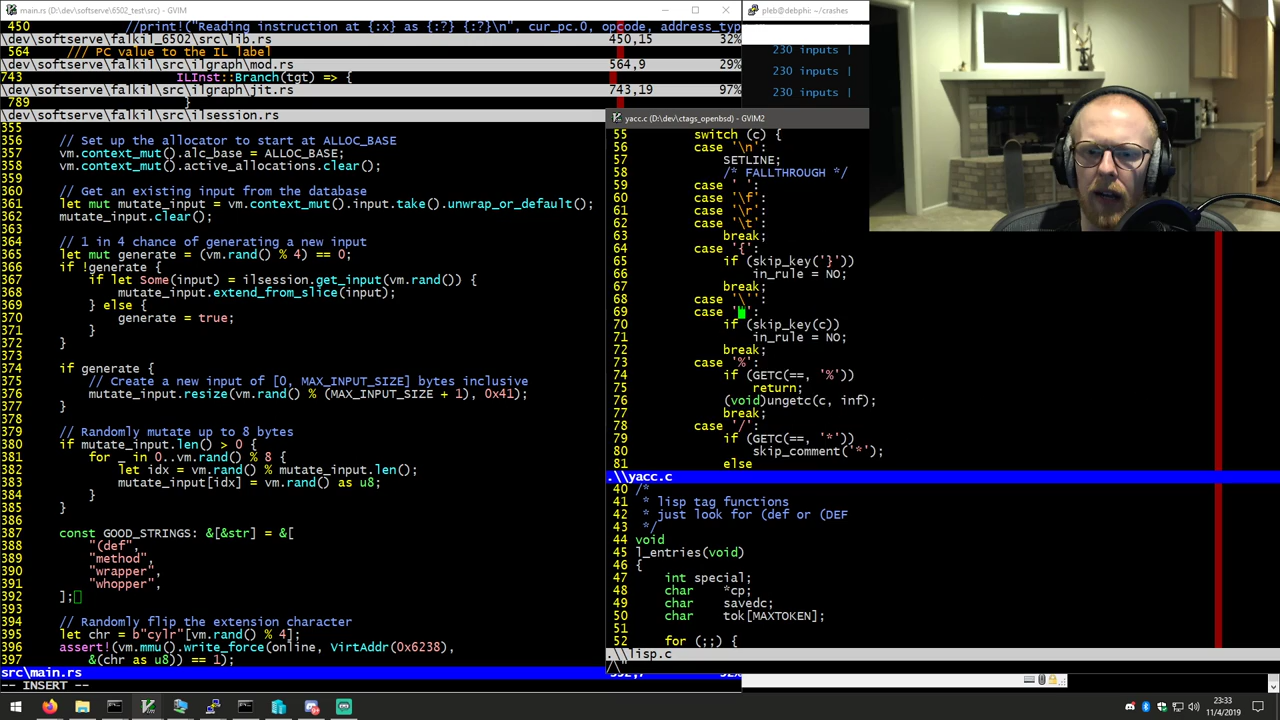 main.rs (D:\dev\softserve\6502_test\src) - GVIM
450 //print!("Reading instruction at {:x} {:?} {:?}\n", cur_pc.0, opcode, address_typ
\dev\softserve\falkil_6502\src\lib.rs 450,15 32%
564 /// PC value to the IL label
\dev\softserve\falkil\src\ilgraph\mod.rs 564,9 29%
743 ILInst::Branch(tgt) => {
\dev\softserve\falkil\src\ilgraph\jit.rs 743,19 97%
789 }
\dev\softserve\falkil\src\ilsession.rs
355
356 // Set up the allocator to start at ALLOC_BASE
357 vm.context_mut().alc_base = ALLOC_BASE;
358 vm.context_mut().active_allocations.clear();
359
360 // Get an existing input from the database
361 let mut mutate_input = vm.context_mut().input.take().unwrap_or_default();
362 mutate_input.clear();
363
364 // 1 in 4 chance of generating a new input
365 let mut generate = (vm.rand() % 4) == 0;
366 if !generate {
367 if let Some(input) = ilsession.get_input(vm.rand()) {
368 mutate_input.extend_from_slice(input);
369 } else {
370 generate = true;
371 }
372 }
373
374 if generate {
375 // Create a new input of [0, MAX_INPUT_SIZE] bytes inclusive
376 mutate_input.resize(vm.rand() % (MAX_INPUT_SIZE + 1), 0x41);
377 }
378
379 // Randomly mutate up to 8 bytes
380 if mutate_input.len() > 0 {
381 for _ in 0..vm.rand() % 8 {
382 let idx = vm.rand() % mutate_input.len();
383 mutate_input[idx] = vm.rand() as u8;
384 }
385 }
386
387 const GOOD_STRINGS: &[&str] = &[
388 "(def",
389 "method",
390 "wrapper",
391 "whopper",
392 ];
393
394 // Randomly flip the extension character
395 let chr = b"cylr"[vm.rand() % 4];
396 assert!(vm.mmu().write_force(online, VirtAddr(0x6238),
397 &(chr as u8)) == 1);
src\main.rs 32%
-- INSERT --
pleb@debphi: ~/crashes
230 inputs |
230 inputs |
230 inputs |
yacc.c (D:\dev\ctags_openbsd) - GVIM2
55 switch (c) {
56 case '\n':
57 SETLINE;
58 /* FALLTHROUGH */
59 case ' ':
60 case '\f':
61 case '\r':
62 case '\t':
63 break;
64 case '{':
65 if (skip_key('}'))
66 in_rule = NO;
67 break;
68 case '\'':
69 case '"':
70 if (skip_key(c))
71 in_rule = NO;
72 break;
73 case '%':
74 if (GETC(==, '%'))
75 return;
76 (void)ungetc(c, inf);
77 break;
78 case '/':
79 if (GETC(==, '*'))
80 skip_comment('*');
81 else
.\\yacc.c
40 /*
41 * lisp tag functions
42 * just look for (def or (DEF
43 */
44 void
45 l_entries(void)
46 {
47 int special;
48 char *cp;
49 char savedc;
50 char tok[MAXTOKEN];
51
52 for (;;) {
.\\lisp.c
/\"
23:33
11/4/2019